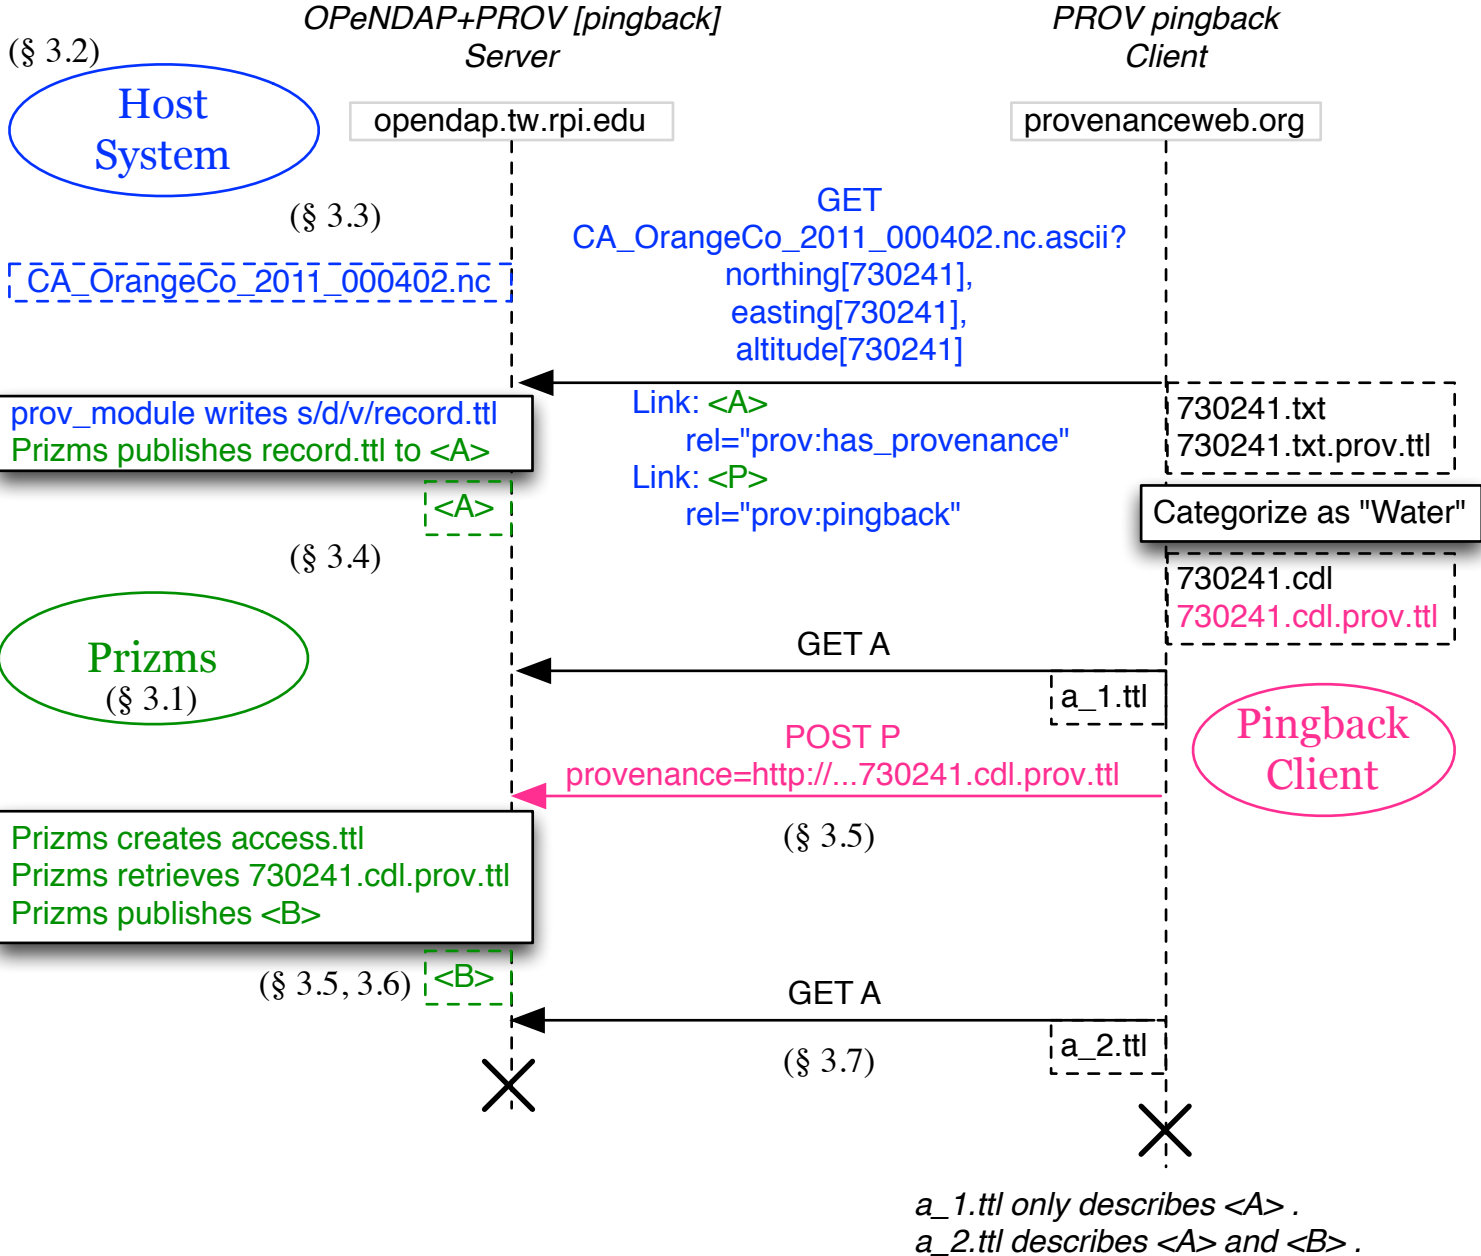 OPeNDAP+PROV [pingback]
Server
PROV pingback
Client
(§ 3.2)
Host
System
opendap.tw.rpi.edu
provenanceweb.org
(§ 3.3)
GET
CA_OrangeCo_2011_000402.nc.ascii?
northing[730241],
easting[730241],
altitude[730241]
CA_OrangeCo_2011_000402.nc
prov_module writes s/d/v/record.ttl
Prizms publishes record.ttl to <A>
Link: <A>
rel="prov:has_provenance"
Link: <P>
rel="prov:pingback"
730241.txt
730241.txt.prov.ttl
<A>
Categorize as "Water"
(§ 3.4)
730241.cdl
730241.cdl.prov.ttl
Prizms
(§ 3.1)
GET A
a_1.ttl
Pingback
Client
POST P
provenance=http://...730241.cdl.prov.ttl
(§ 3.5)
Prizms creates access.ttl
Prizms retrieves 730241.cdl.prov.ttl
Prizms publishes <B>
(§ 3.5, 3.6)
<B>
GET A
a_2.ttl
(§ 3.7)
a_1.ttl only describes <A> .
a_2.ttl describes <A> and <B> .